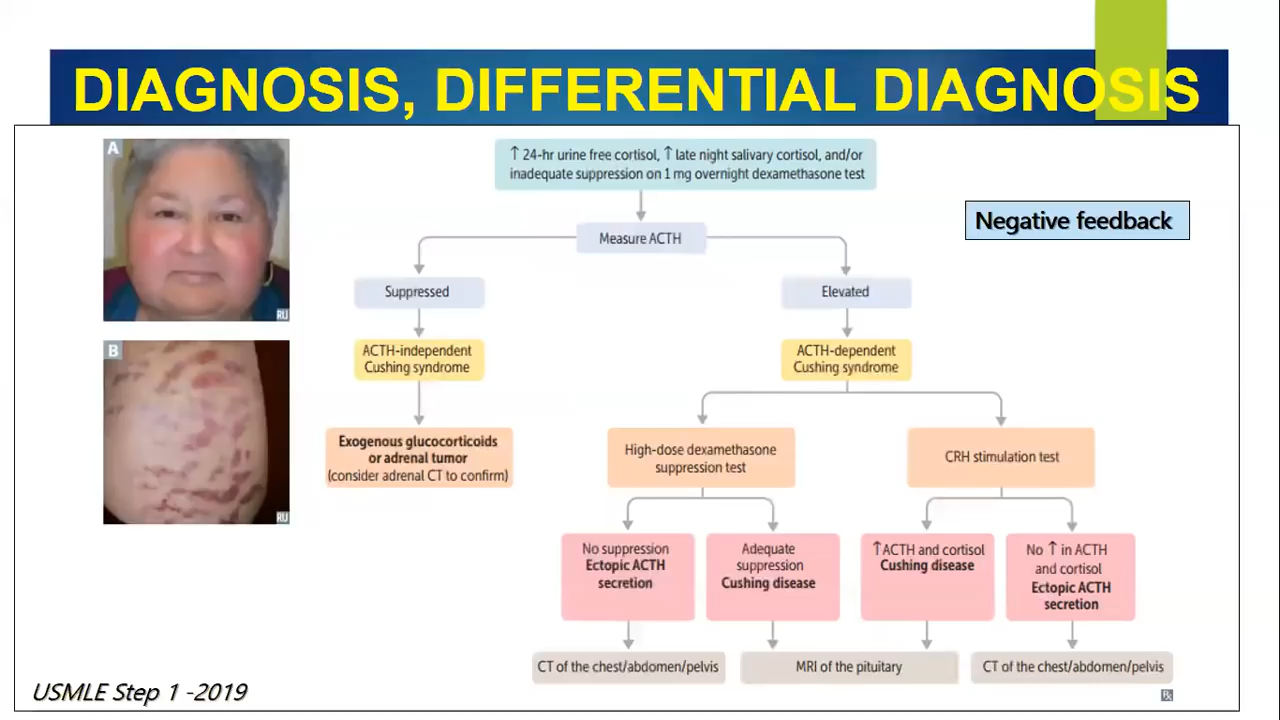 DIAGNOSIS, DIFFERENTIAL DIAGNOSIS
A
RU
B
RU
↑ 24-hr urine free cortisol, ↑ late night salivary cortisol, and/or
inadequate suppression on 1 mg overnight dexamethasone test
Negative feedback
Measure ACTH
Suppressed
Elevated
ACTH-independent
Cushing syndrome
ACTH-dependent
Cushing syndrome
Exogenous glucocorticoids
or adrenal tumor
(consider adrenal CT to confirm)
High-dose dexamethasone
suppression test
CRH stimulation test
No suppression
Ectopic ACTH
secretion
Adequate
suppression
Cushing disease
↑ ACTH and cortisol
Cushing disease
No ↑ in ACTH
and cortisol
Ectopic ACTH
secretion
CT of the chest/abdomen/pelvis
MRI of the pituitary
CT of the chest/abdomen/pelvis
USMLE Step 1 -2019
Rx